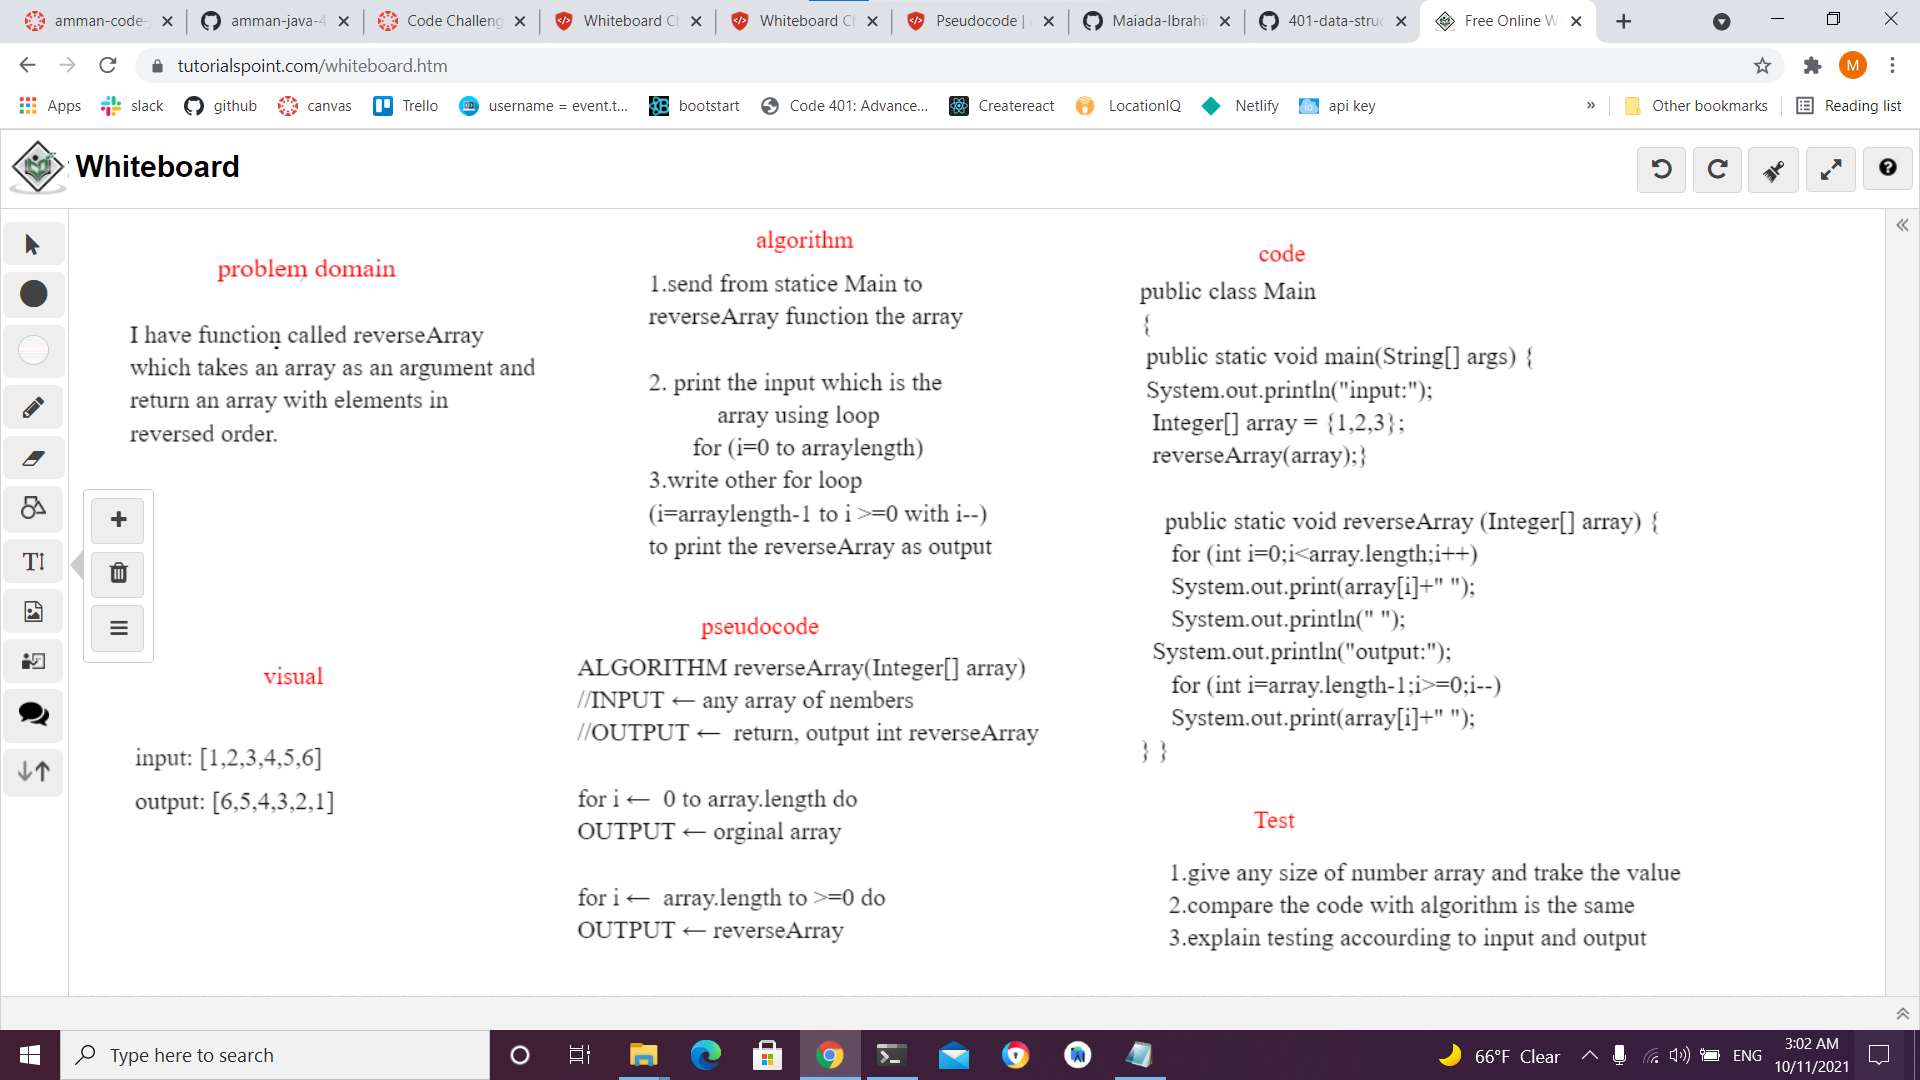 amman-code-j
amman-java-4
Code Challeng
Whiteboard Ch
Whiteboard Ch
Pseudocode |
Maiada-Ibrahi
401-data-struc
Free Online W
tutorialspoint.com/whiteboard.htm
M
Apps
slack
github
canvas
Trello
username = event.t...
bootstart
Code 401: Advance...
Createreact
LocationIQ
Netlify
api key
»
Other bookmarks
Reading list
Whiteboard
problem domain
I have function called reverseArray
which takes an array as an argument and
return an array with elements in
reversed order.
visual
input: [1,2,3,4,5,6]
output: [6,5,4,3,2,1]
algorithm
1.send from statice Main to
reverseArray function the array
2. print the input which is the
array using loop
for (i=0 to arraylength)
3.write other for loop
(i=arraylength-1 to i >=0 with i--)
to print the reverseArray as output
pseudocode
ALGORITHM reverseArray(Integer[] array)
//INPUT ← any array of nembers
//OUTPUT ← return, output int reverseArray
for i ← 0 to array.length do
OUTPUT ← orginal array
for i ← array.length to >=0 do
OUTPUT ← reverseArray
code
public class Main
{
public static void main(String[] args) {
System.out.println("input:");
Integer[] array = {1,2,3};
reverseArray(array);}
public static void reverseArray (Integer[] array) {
for (int i=0;i<array.length;i++)
System.out.print(array[i]+" ");
System.out.println(" ");
System.out.println("output:");
for (int i=array.length-1;i>=0;i--)
System.out.print(array[i]+" ");
} }
Test
1.give any size of number array and trake the value
2.compare the code with algorithm is the same
3.explain testing accourding to input and output
Type here to search
66°F Clear
ENG
3:02 AM
10/11/2021